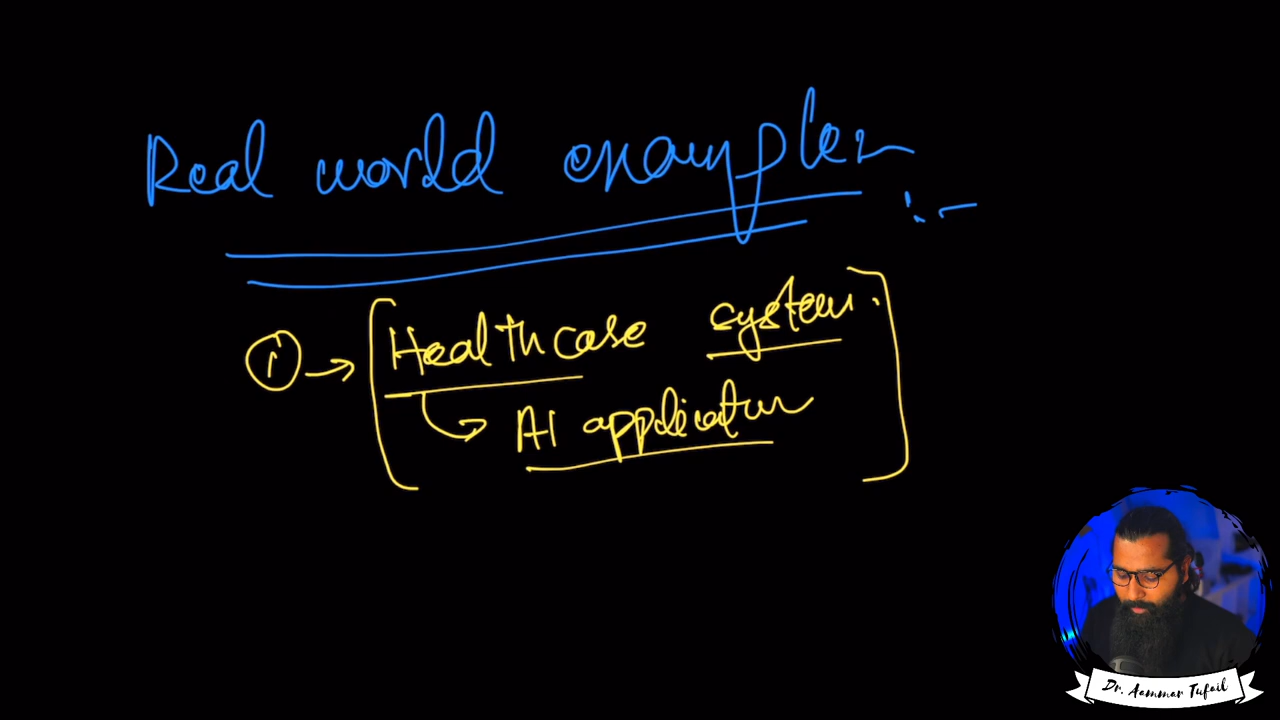 Real world examples :-
① → Healthcare system.
↳ AI application
Dr. Aammar Tufail